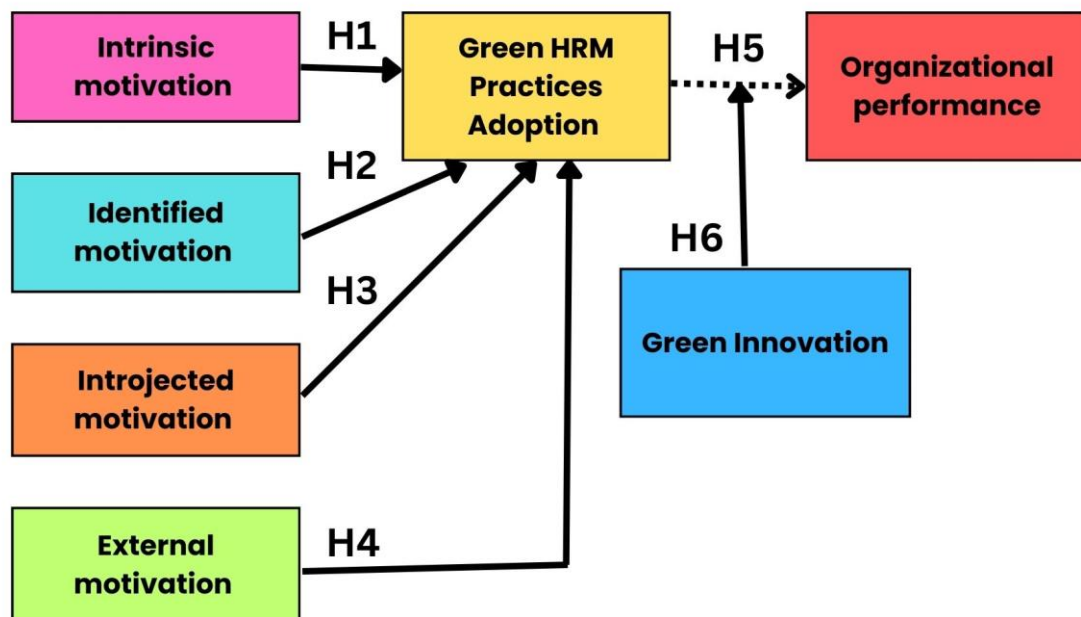 Intrinsic
motivation
H1
Green HRM
Practices
Adoption
H5
Organizational
performance
Identified
motivation
H2
H3
H6
Green Innovation
Introjected
motivation
External
motivation
H4